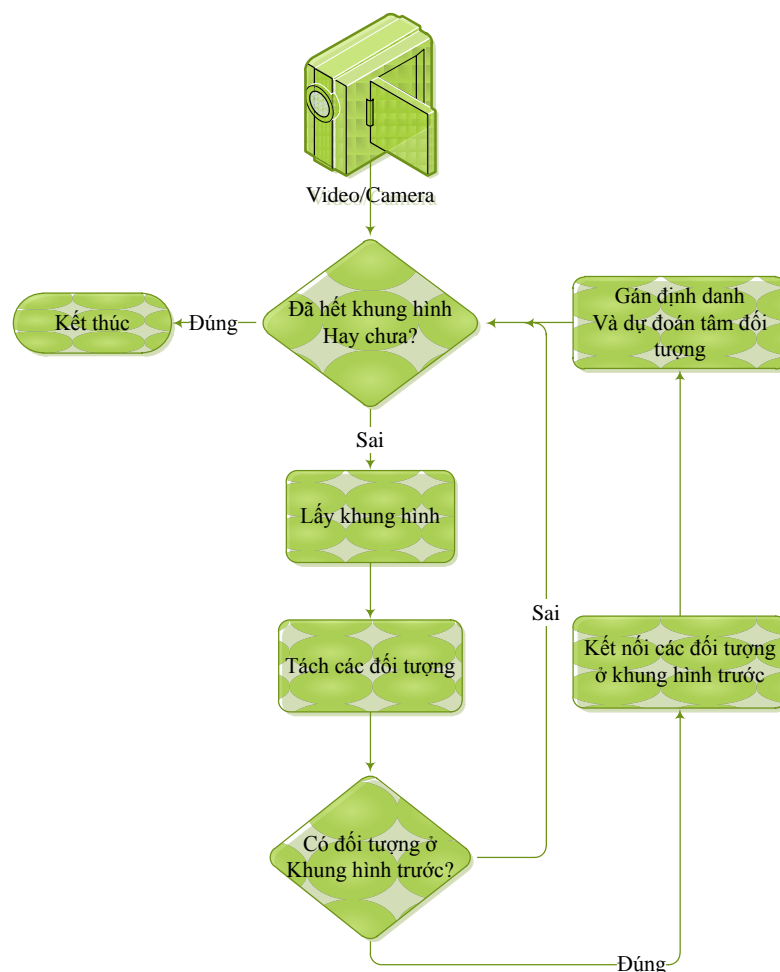 Video/Camera
Đã hết khung hình
Hay chưa?
Đúng
Kết thúc
Gán định danh
Và dự đoán tâm đối
tượng
Sai
Lấy khung hình
Sai
Tách các đối tượng
Kết nối các đối tượng
ở khung hình trước
Có đối tượng ở
Khung hình trước?
Đúng